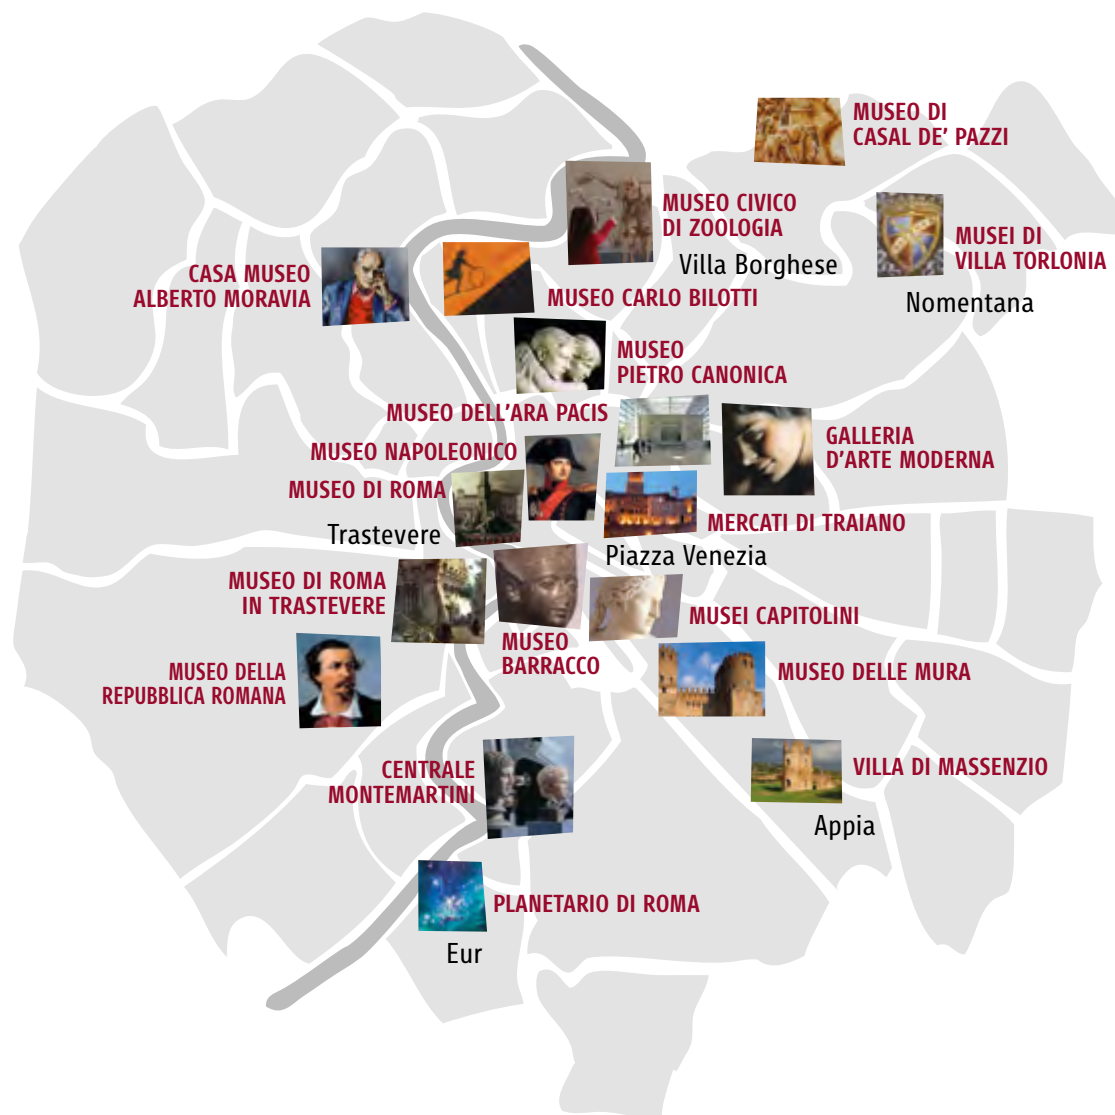 MUSEO DI
CASAL DE' PAZZI
MUSEO CIVICO
DI ZOOLOGIA
Villa Borghese
MUSEI DI
VILLA TORLONIA
Nomentana
CASA MUSEO
ALBERTO MORAVIA
MUSEO CARLO BILOTTI
MUSEO
PIETRO CANONICA
MUSEO DELL'ARA PACIS
MUSEO NAPOLEONICO
GALLERIA
D'ARTE MODERNA
MUSEO DI ROMA
Trastevere
MERCATI DI TRAIANO
Piazza Venezia
MUSEO DI ROMA
IN TRASTEVERE
MUSEO
BARRACCO
MUSEI CAPITOLINI
MUSEO DELLA
REPUBBLICA ROMANA
MUSEO DELLE MURA
CENTRALE
MONTEMARTINI
VILLA DI MASSENZIO
Appia
PLANETARIO DI ROMA
Eur